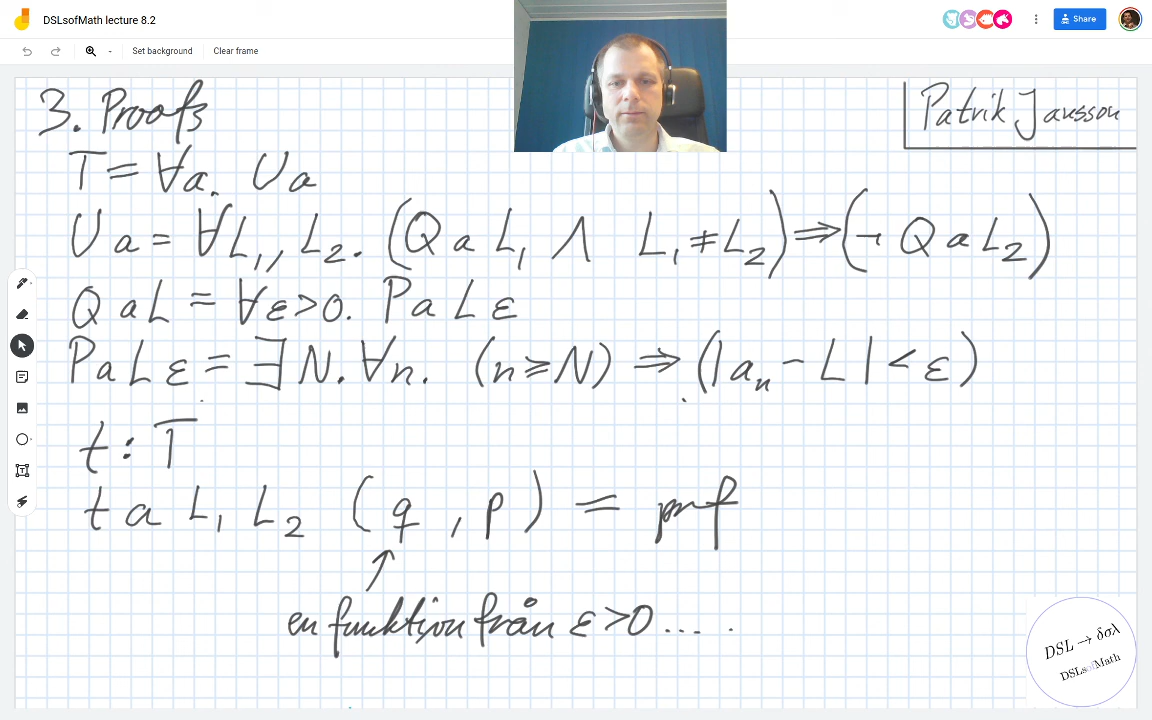 DSLsofMath lecture 8.2
Share
Set background
Clear frame
3. Proofs
Patrik Jansson
T = ∀a. U a
U a = ∀L₁, L₂. (Q a L₁ ∧ L₁ ≠ L₂) ⇒ (¬ Q a L₂)
Q a L = ∀ε>0. P a L ε
P a L ε = ∃N. ∀n. (n ≥ N) ⇒ (|aₙ - L| < ε)
t : T
t a L₁ L₂ (q, p) = prf
↑
en funktion från ε>0 ... .
DSL → δσλ
DSLsofMath